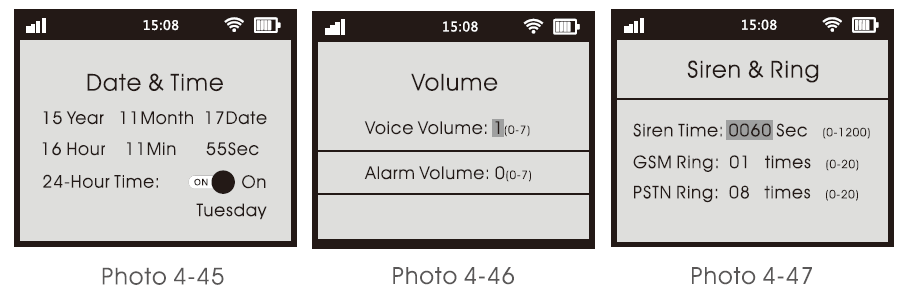 15:08
Date & Time
15 Year 11Month 17Date
16 Hour 11Min 55Sec
24-Hour Time: ON On
Tuesday
Photo 4-45
15:08
Volume
Voice Volume: 1(0-7)
Alarm Volume: 0(0-7)
Photo 4-46
15:08
Siren & Ring
Siren Time: 0060 Sec (0-1200)
GSM Ring: 01 times (0-20)
PSTN Ring: 08 times (0-20)
Photo 4-47